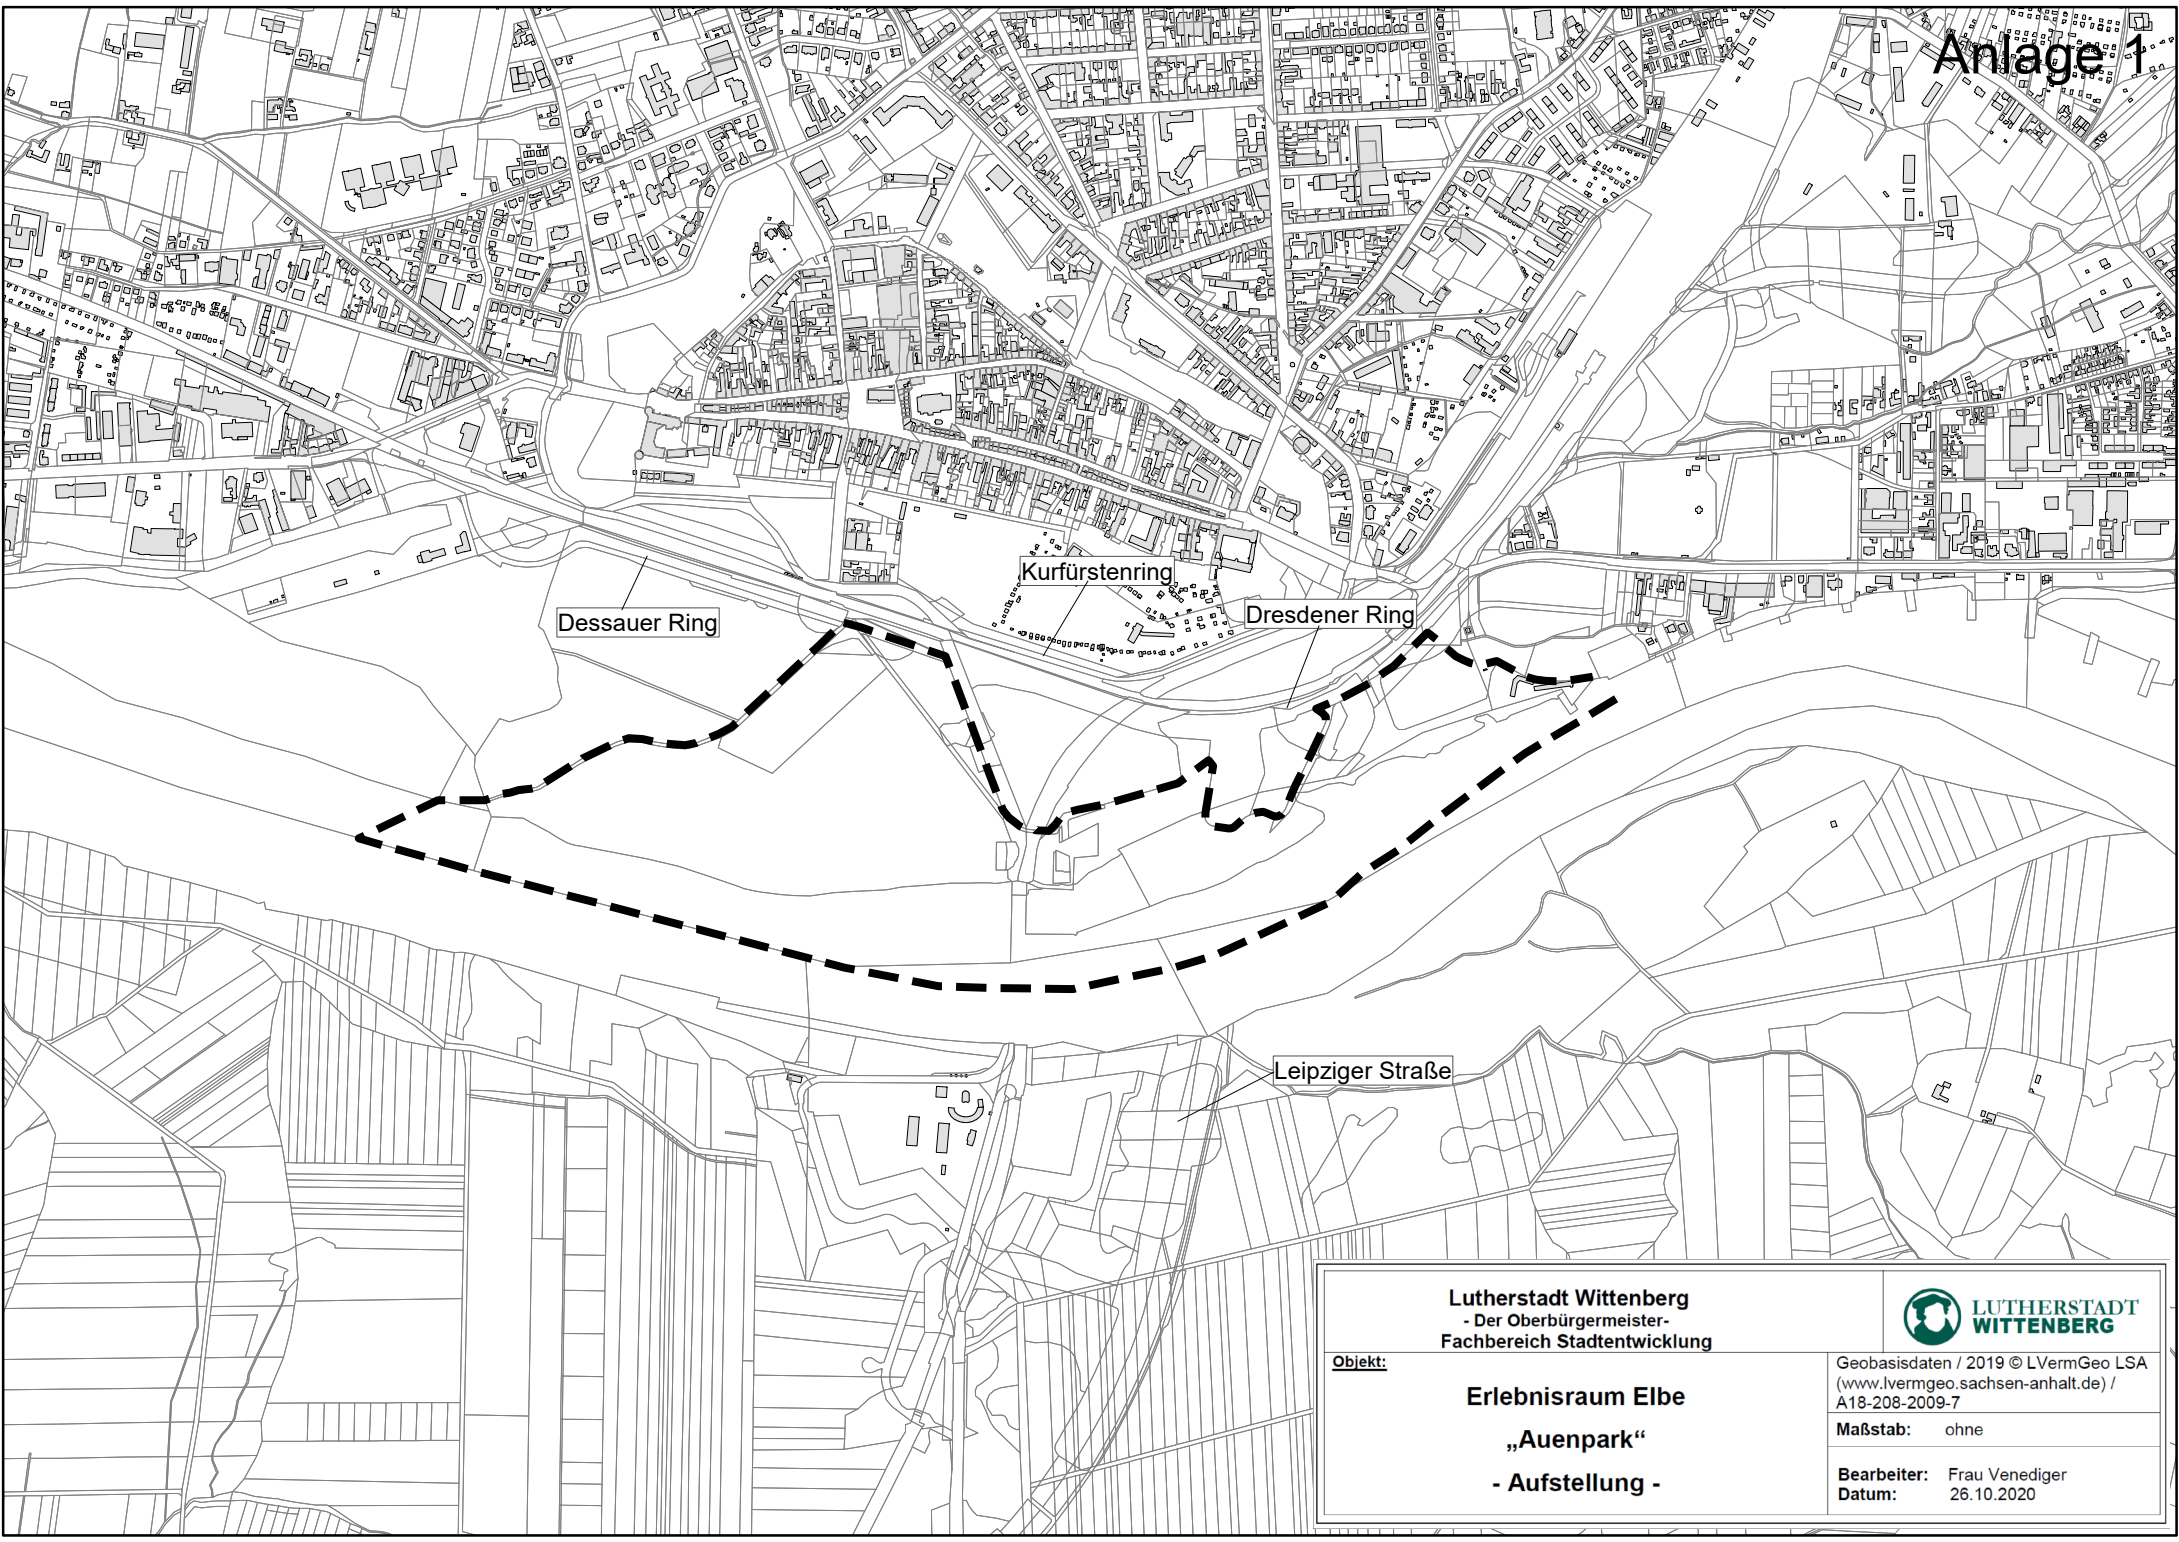 Anlage 1
Kurfürstenring
Dessauer Ring
Dresdener Ring
Leipziger Straße
Lutherstadt Wittenberg
- Der Oberbürgermeister-
Fachbereich Stadtentwicklung
LUTHERSTADT
WITTENBERG
Objekt:
Erlebnisraum Elbe
„Auenpark“
- Aufstellung -
Geobasisdaten / 2019 © LVermGeo LSA
(www.lvermgeo.sachsen-anhalt.de) /
A18-208-2009-7
Maßstab: ohne
Bearbeiter: Frau Venediger
Datum: 26.10.2020